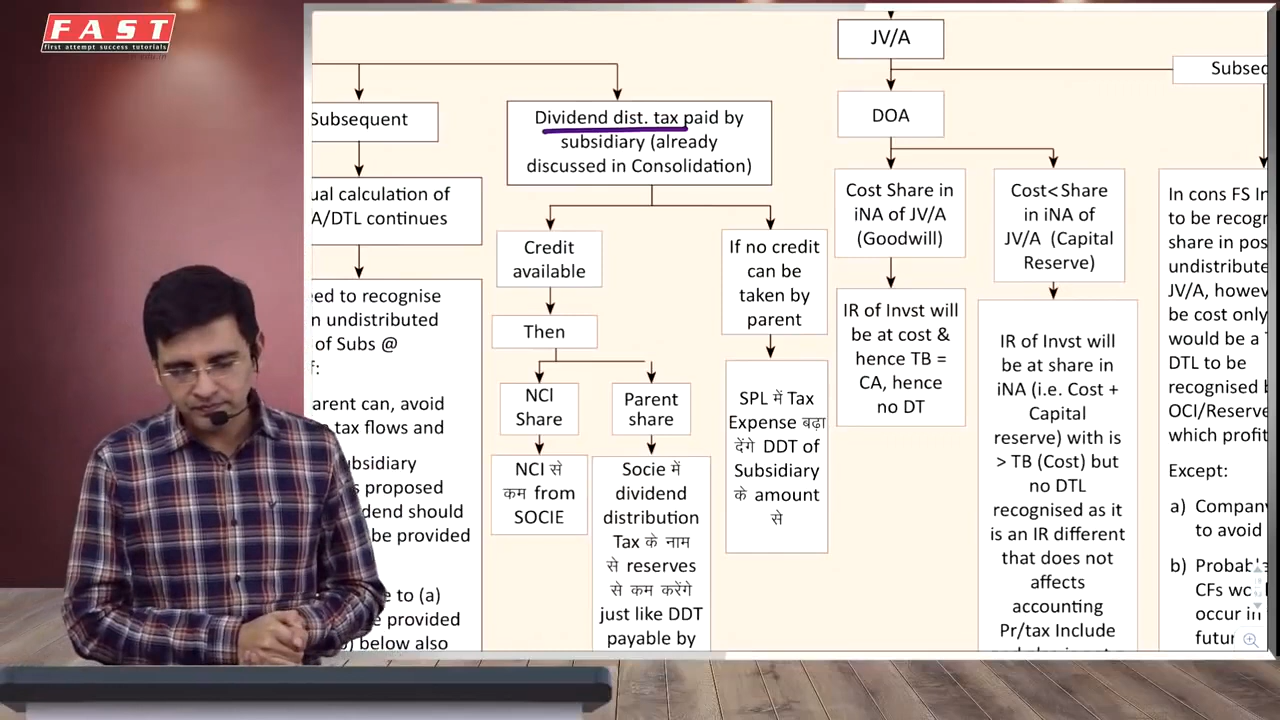 FAST
first attempt success tutorials
JV/A
Subsequent
Dividend dist. tax paid by
subsidiary (already
discussed in Consolidation)
DOA
Subsec
ual calculation of
A/DTL continues
Credit
available
If no credit
can be
taken by
parent
Cost Share in
iNA of JV/A
(Goodwill)
Cost<Share
in iNA of
JV/A (Capital
Reserve)
In cons FS In
to be recogn
share in pos
undistribute
JV/A, howev
be cost only
would be a T
DTL to be
recognised b
OCI/Reserve
which profit
Except:
a) Company
to avoid
b) Probable
CFs wo
occur in
futur
eed to recognise
n undistributed
of Subs @
f:
arent can, avoid
tax flows and
ubsidiary
s proposed
dend should
be provided
e to (a)
e provided
) below also
Then
NCI
Share
Parent
share
NCI से
कम from
SOCIE
Socie में
dividend
distribution
Tax के नाम
से reserves
से कम करेंगे
just like DDT
payable by
SPL में Tax
Expense बढ़ा
देंगे DDT of
Subsidiary
के amount
से
IR of Invst will
be at cost &
hence TB =
CA, hence
no DT
IR of Invst will
be at share in
iNA (i.e. Cost +
Capital
reserve) with is
> TB (Cost) but
no DTL
recognised as it
is an IR different
that does not
affects
accounting
Pr/tax Include